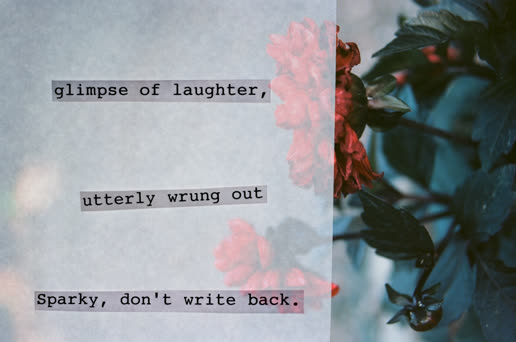 glimpse of laughter,
utterly wrung out
Sparky, don't write back.